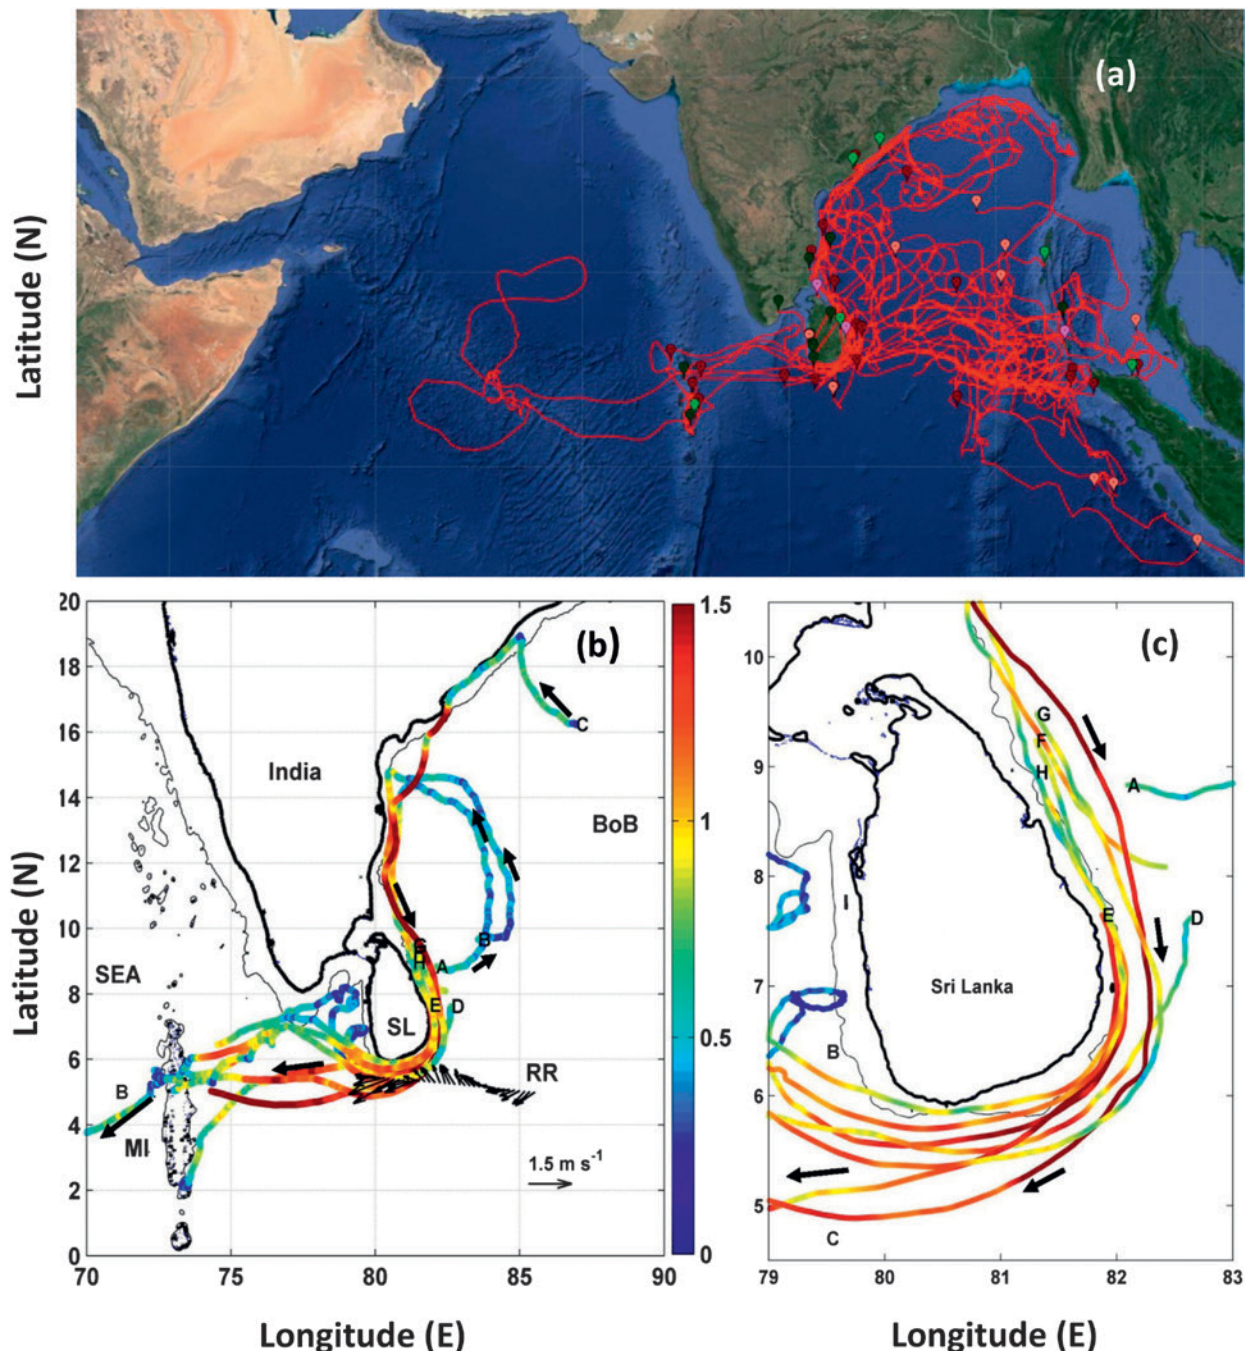 (a)
Latitude (N)
20
18
16
14
12
10
8
6
4
2
0
70
75
80
85
90
(b)
C
India
BoB
B
G
H
A
SEA
E
D
SL
B
RR
MI
1.5 m s⁻¹
1.5
1
0.5
0
Latitude (N)
Longitude (E)
(c)
10
9
8
7
6
5
79
80
81
82
83
G
F
H
A
I
E
D
Sri Lanka
B
C
Longitude (E)